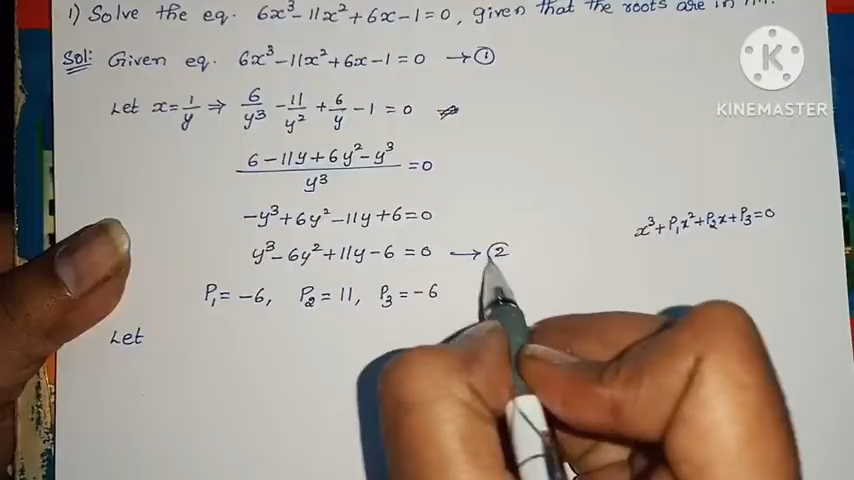 1) Solve the eq. 6x³ - 11x² + 6x - 1 = 0, given that the roots are in H.P.
Sol: Given eq. 6x³ - 11x² + 6x - 1 = 0 → ①
K
KINEMASTER
Let x = 1/y ⇒ 6/y³ - 11/y² + 6/y - 1 = 0
(6 - 11y + 6y² - y³)/y³ = 0
-y³ + 6y² - 11y + 6 = 0
x³ + P₁x² + P₂x + P₃ = 0
y³ - 6y² + 11y - 6 = 0 → ②
P₁ = -6, P₂ = 11, P₃ = -6
Let